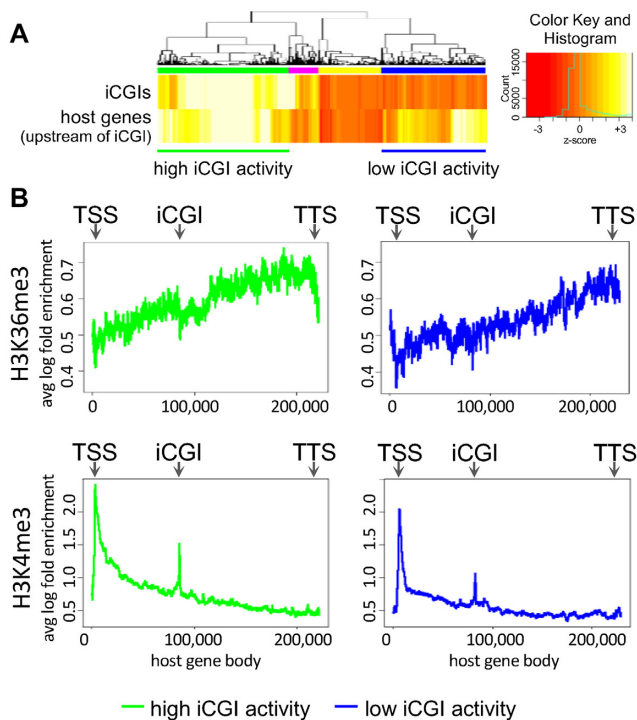 A
iCGIs
host genes
(upstream of iCGI)
high iCGI activity
low iCGI activity
Color Key and
Histogram
Count
0 5000 15000
-3 0 +3
z-score
B
TSS iCGI TTS
TSS iCGI TTS
H3K36me3
avg log fold enrichment
0.4 0.5 0.6 0.7
0 100,000 200,000
0.4 0.5 0.6 0.7
0 100,000 200,000
TSS iCGI TTS
TSS iCGI TTS
H3K4me3
avg log fold enrichment
0.5 1.0 1.5 2.0
0 100,000 200,000
host gene body
0.5 1.0 1.5 2.0
0 100,000 200,000
host gene body
high iCGI activity
low iCGI activity